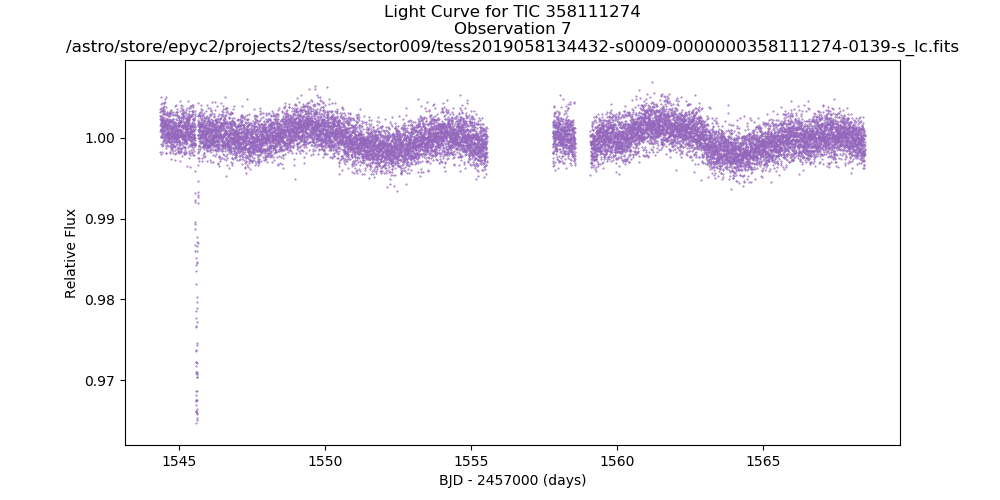 Light Curve for TIC 358111274
Observation 7
/astro/store/epyc2/projects2/tess/sector009/tess2019058134432-s0009-0000000358111274-0139-s_lc.fits
1.00
0.99
0.98
0.97
Relative Flux
1545
1550
1555
1560
1565
BJD - 2457000 (days)